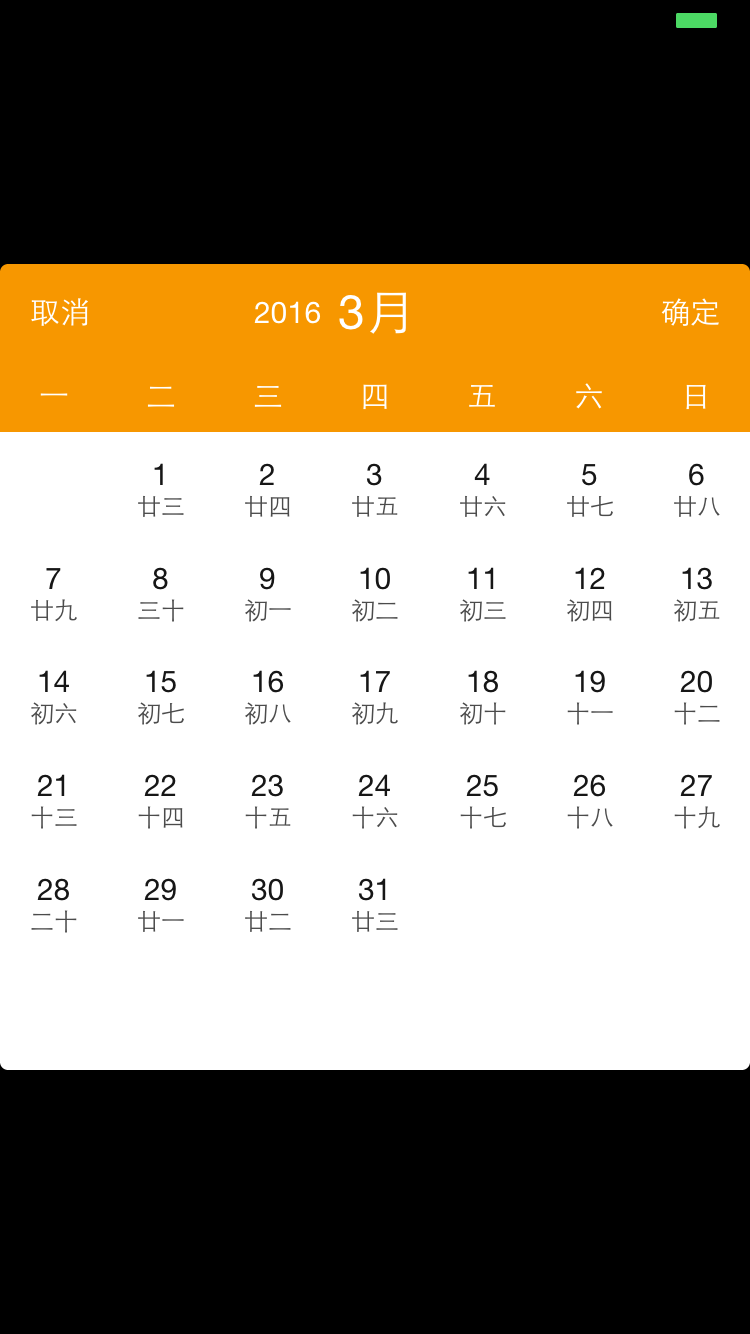 取消 2016 3月 确定
一 二 三 四 五 六 日
1 2 3 4 5 6
廿三 廿四 廿五 廿六 廿七 廿八
7 8 9 10 11 12 13
廿九 三十 初一 初二 初三 初四 初五
14 15 16 17 18 19 20
初六 初七 初八 初九 初十 十一 十二
21 22 23 24 25 26 27
十三 十四 十五 十六 十七 十八 十九
28 29 30 31
二十 廿一 廿二 廿三